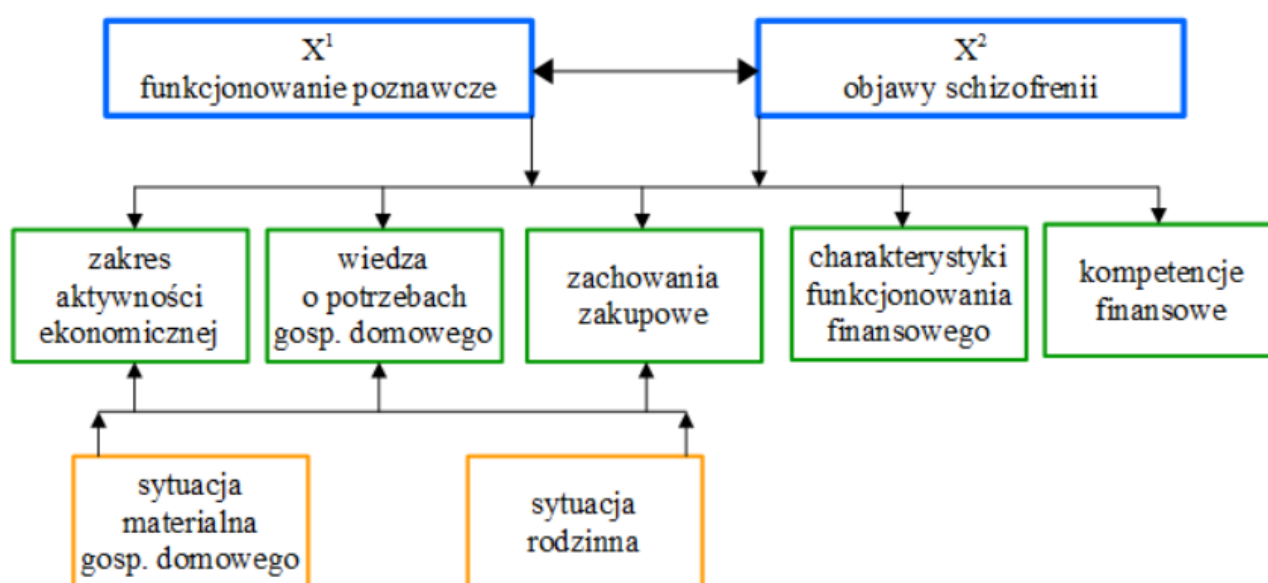 X¹
funkcjonowanie poznawcze
X²
objawy schizofrenii
zakres
aktywności
ekonomicznej
wiedza
o potrzebach
gosp. domowego
zachowania
zakupowe
charakterystyki
funkcjonowania
finansowego
kompetencje
finansowe
sytuacja
materialna
gosp. domowego
sytuacja
rodzinna